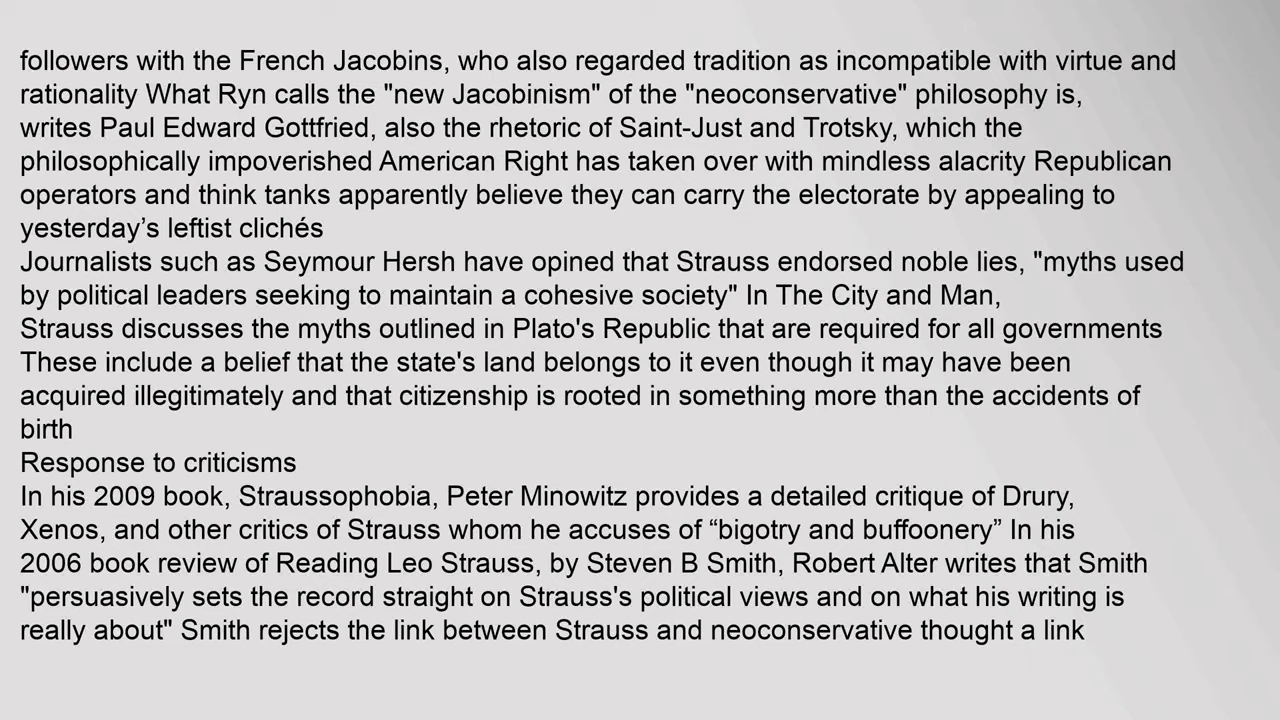 followers with the French Jacobins, who also regarded tradition as incompatible with virtue and
rationality What Ryn calls the "new Jacobinism" of the "neoconservative" philosophy is,
writes Paul Edward Gottfried, also the rhetoric of Saint-Just and Trotsky, which the
philosophically impoverished American Right has taken over with mindless alacrity Republican
operators and think tanks apparently believe they can carry the electorate by appealing to
yesterday’s leftist clichés
Journalists such as Seymour Hersh have opined that Strauss endorsed noble lies, "myths used
by political leaders seeking to maintain a cohesive society" In The City and Man,
Strauss discusses the myths outlined in Plato's Republic that are required for all governments
These include a belief that the state's land belongs to it even though it may have been
acquired illegitimately and that citizenship is rooted in something more than the accidents of
birth
Response to criticisms
In his 2009 book, Straussophobia, Peter Minowitz provides a detailed critique of Drury,
Xenos, and other critics of Strauss whom he accuses of “bigotry and buffoonery” In his
2006 book review of Reading Leo Strauss, by Steven B Smith, Robert Alter writes that Smith
"persuasively sets the record straight on Strauss's political views and on what his writing is
really about" Smith rejects the link between Strauss and neoconservative thought a link